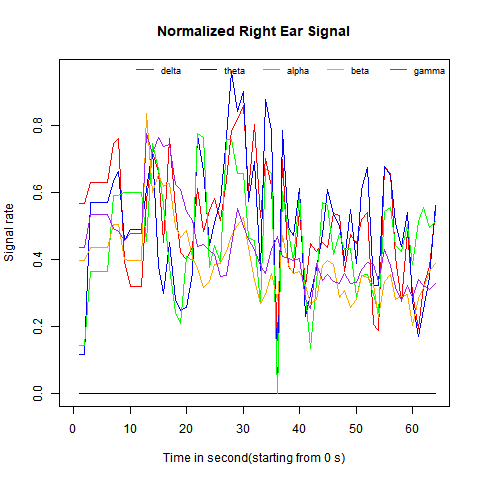 Normalized Right Ear Signal
delta theta alpha beta gamma
Signal rate
0.8
0.6
0.4
0.2
0.0
0 10 20 30 40 50 60
Time in second(starting from 0 s)